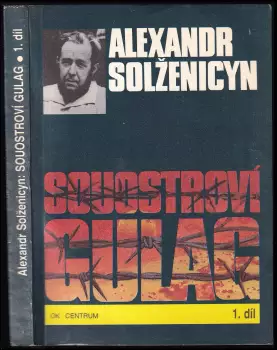 Alexandr Solženicyn: SOUOSTROVÍ GULAG ● 1. díl
ALEXANDR
SOLŽENICYN
SOUOSTROVÍ
GULAG
OK CENTRUM
1. díl